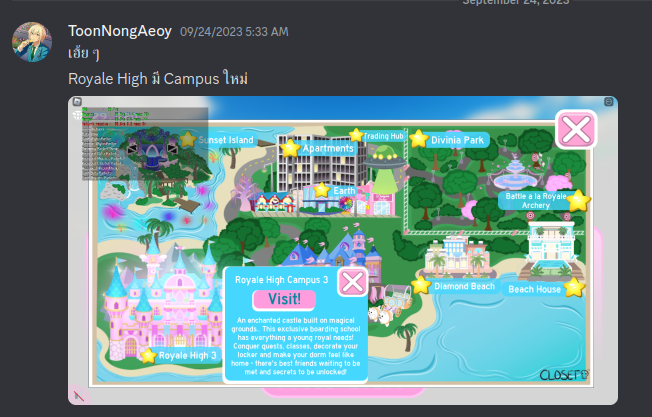 September 24, 2023
ToonNongAeoy 09/24/2023 5:33 AM
เฮ้ย ๆ
Royale High มี Campus ใหม่
Sunset Island
Apartments
Trading Hub
Divinia Park
Earth
Battle a la Royale
Archery
Royale High Campus 3
Visit!
An enchanted castle built on magical
grounds.. This exclusive boarding school
has everything a young royal needs!
Conquer quests, classes, decorate your
locker and make your dorm feel like
home - there's best friends waiting to be
met and secrets to be unlocked!
Diamond Beach
Beach House
Royale High 3
CLOSED